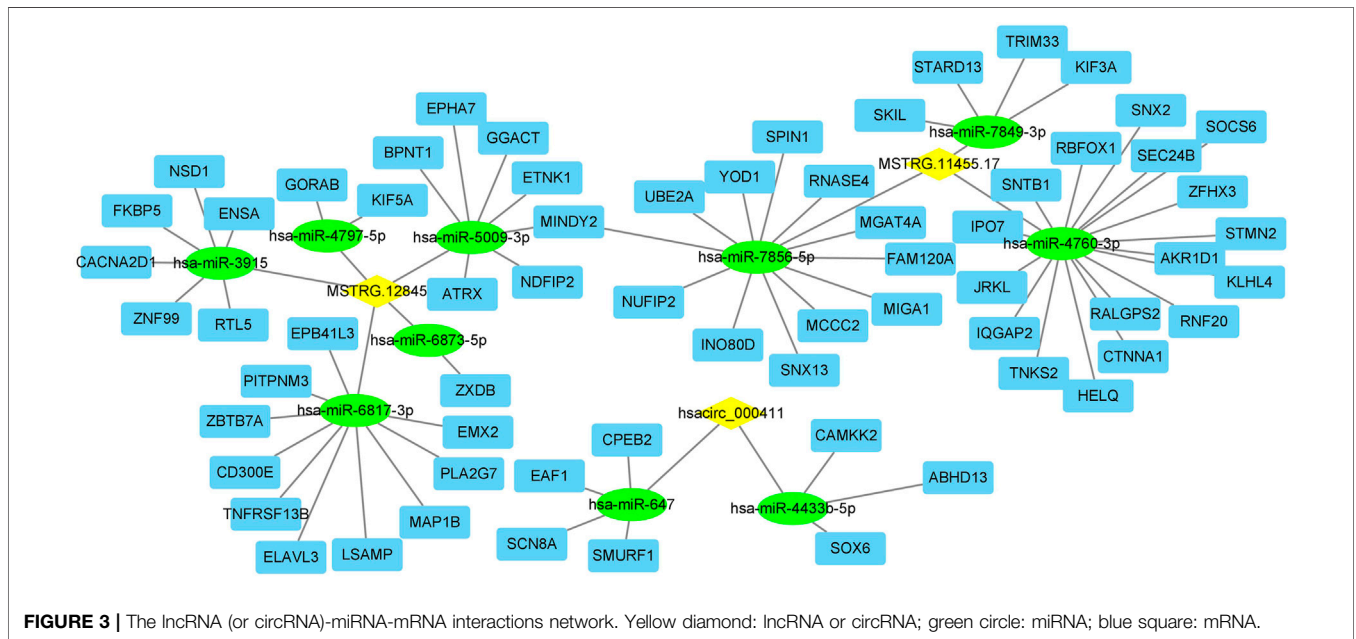 TRIM33
STARD13
KIF3A
EPHA7
SKIL
hsa-miR-7849-3p
SNX2
SOCS6
GGACT
SPIN1
BPNT1
RBFOX1
SEC24B
NSD1
MSTRG.11455.17
GORAB
ETNK1
YOD1
RNASE4
SNTB1
ZFHX3
KIF5A
UBE2A
FKBP5
ENSA
MINDY2
MGAT4A
IPO7
hsa-miR-4797-5p
hsa-miR-5009-3p
hsa-miR-4760-3p
STMN2
CACNA2D1
hsa-miR-3915
hsa-miR-7856-5p
FAM120A
AKR1D1
KLHL4
MSTRG.12845
ATRX
NDFIP2
JRKL
NUFIP2
MIGA1
ZNF99
RTL5
MCCC2
RALGPS2
RNF20
EPB41L3
hsa-miR-6873-5p
INO80D
IQGAP2
CTNNA1
SNX13
TNKS2
PITPNM3
ZXDB
HELQ
hsa-miR-6817-3p
hsacirc_000411
ZBTB7A
EMX2
CPEB2
CAMKK2
CD300E
PLA2G7
EAF1
ABHD13
hsa-miR-647
hsa-miR-4433b-5p
TNFRSF13B
MAP1B
SCN8A
SMURF1
SOX6
ELAVL3
LSAMP
FIGURE 3 | The lncRNA (or circRNA)-miRNA-mRNA interactions network. Yellow diamond: lncRNA or circRNA; green circle: miRNA; blue square: mRNA.